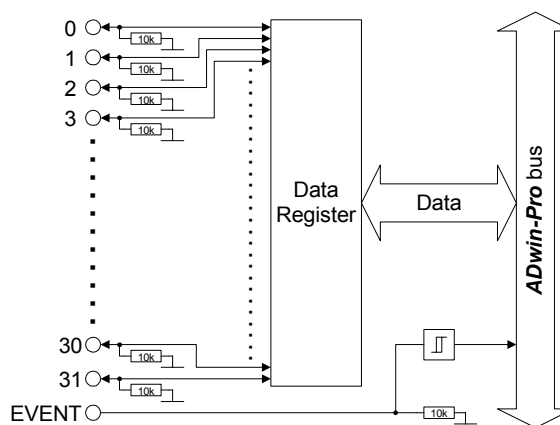 0
10k
1
10k
2
10k
3
10k
Data Register
Data
ADwin-Pro bus
30
10k
31
10k
EVENT
10k